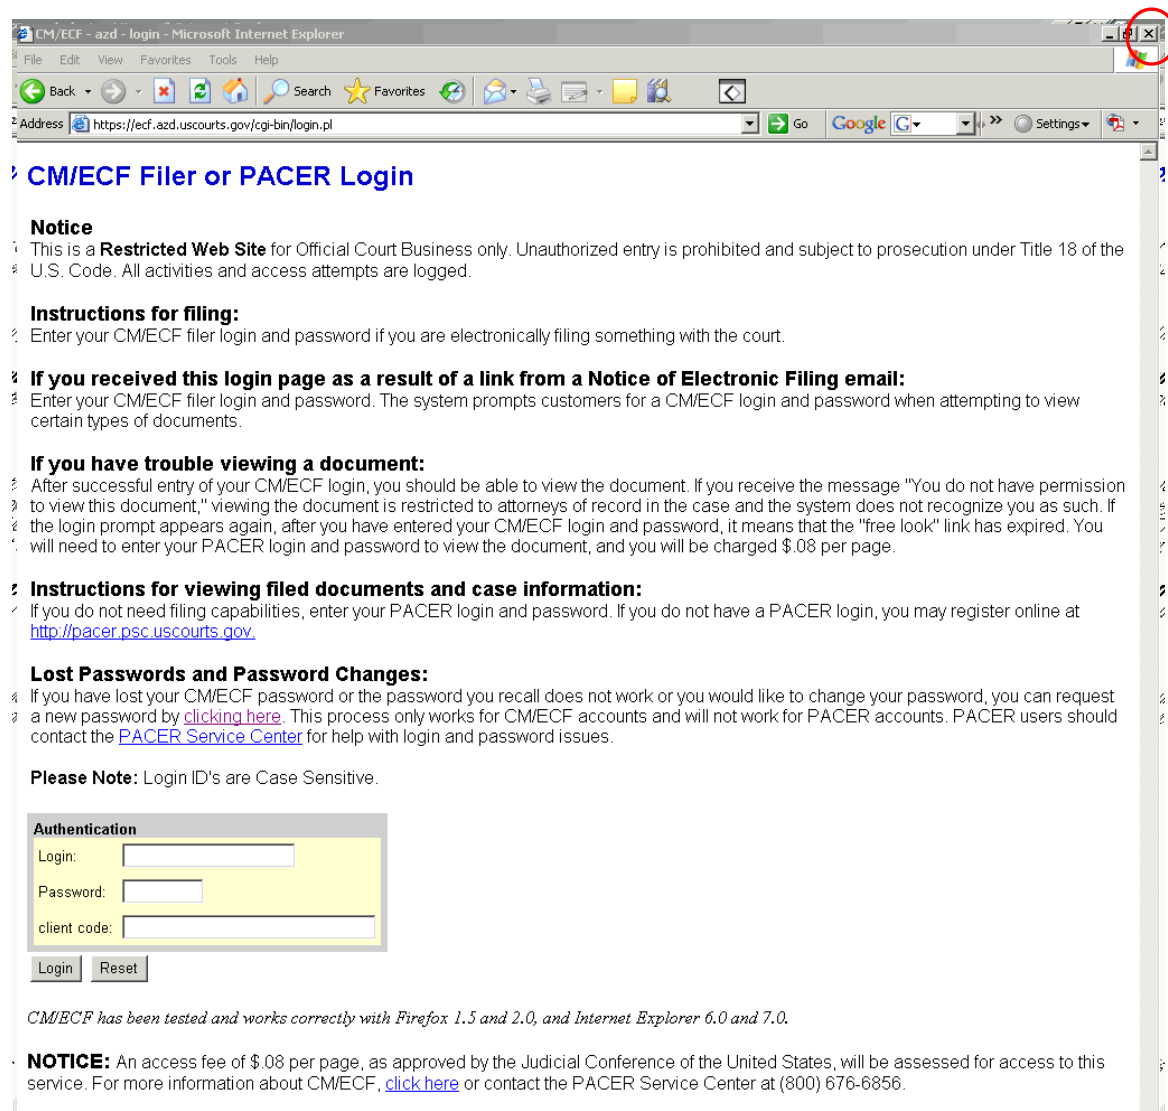 CM/ECF - azd - login - Microsoft Internet Explorer
File Edit View Favorites Tools Help
Back Search Favorites
Address https://ecf.azd.uscourts.gov/cgi-bin/login.pl Go Google G Settings
CM/ECF Filer or PACER Login
Notice
This is a Restricted Web Site for Official Court Business only. Unauthorized entry is prohibited and subject to prosecution under Title 18 of the
U.S. Code. All activities and access attempts are logged.
Instructions for filing:
Enter your CM/ECF filer login and password if you are electronically filing something with the court.
If you received this login page as a result of a link from a Notice of Electronic Filing email:
Enter your CM/ECF filer login and password. The system prompts customers for a CM/ECF login and password when attempting to view
certain types of documents.
If you have trouble viewing a document:
After successful entry of your CM/ECF login, you should be able to view the document. If you receive the message "You do not have permission
to view this document," viewing the document is restricted to attorneys of record in the case and the system does not recognize you as such. If
the login prompt appears again, after you have entered your CM/ECF login and password, it means that the "free look" link has expired. You
will need to enter your PACER login and password to view the document, and you will be charged $.08 per page.
Instructions for viewing filed documents and case information:
If you do not need filing capabilities, enter your PACER login and password. If you do not have a PACER login, you may register online at
http://pacer.psc.uscourts.gov.
Lost Passwords and Password Changes:
If you have lost your CM/ECF password or the password you recall does not work or you would like to change your password, you can request
a new password by clicking here. This process only works for CM/ECF accounts and will not work for PACER accounts. PACER users should
contact the PACER Service Center for help with login and password issues.
Please Note: Login ID's are Case Sensitive.
Authentication
Login:
Password:
client code:
Login Reset
CM/ECF has been tested and works correctly with Firefox 1.5 and 2.0, and Internet Explorer 6.0 and 7.0.
NOTICE: An access fee of $.08 per page, as approved by the Judicial Conference of the United States, will be assessed for access to this
service. For more information about CM/ECF, click here or contact the PACER Service Center at (800) 676-6856.